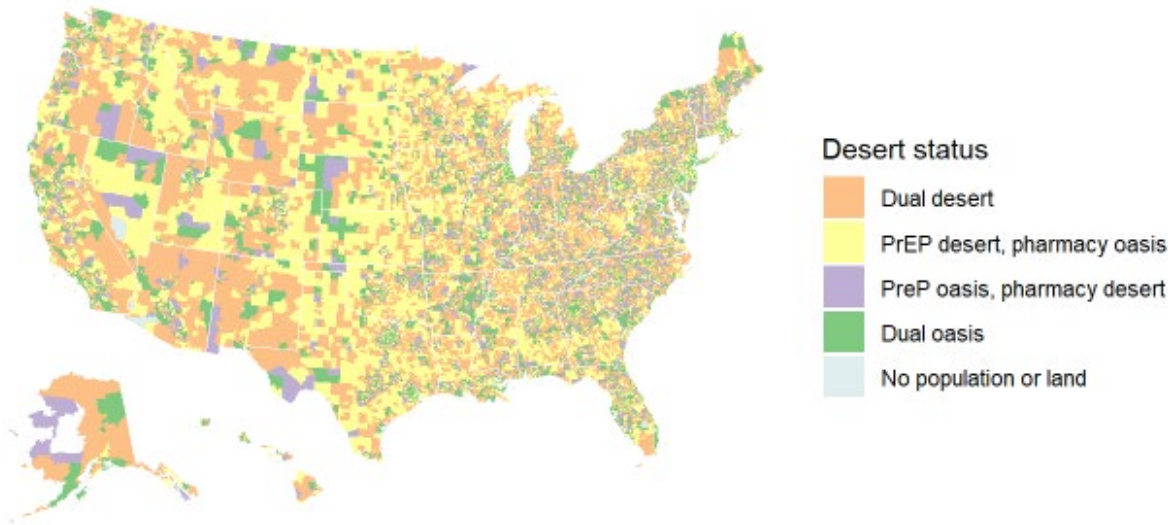 Desert status
Dual desert
PrEP desert, pharmacy oasis
PreP oasis, pharmacy desert
Dual oasis
No population or land